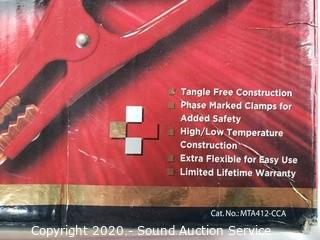 Tangle Free Construction
Phase Marked Clamps for
Added Safety
High/Low Temperature
Construction
Extra Flexible for Easy Use
Limited Lifetime Warranty
Cat. No.: MTA412-CCA
Copyright 2020 - Sound Auction Service